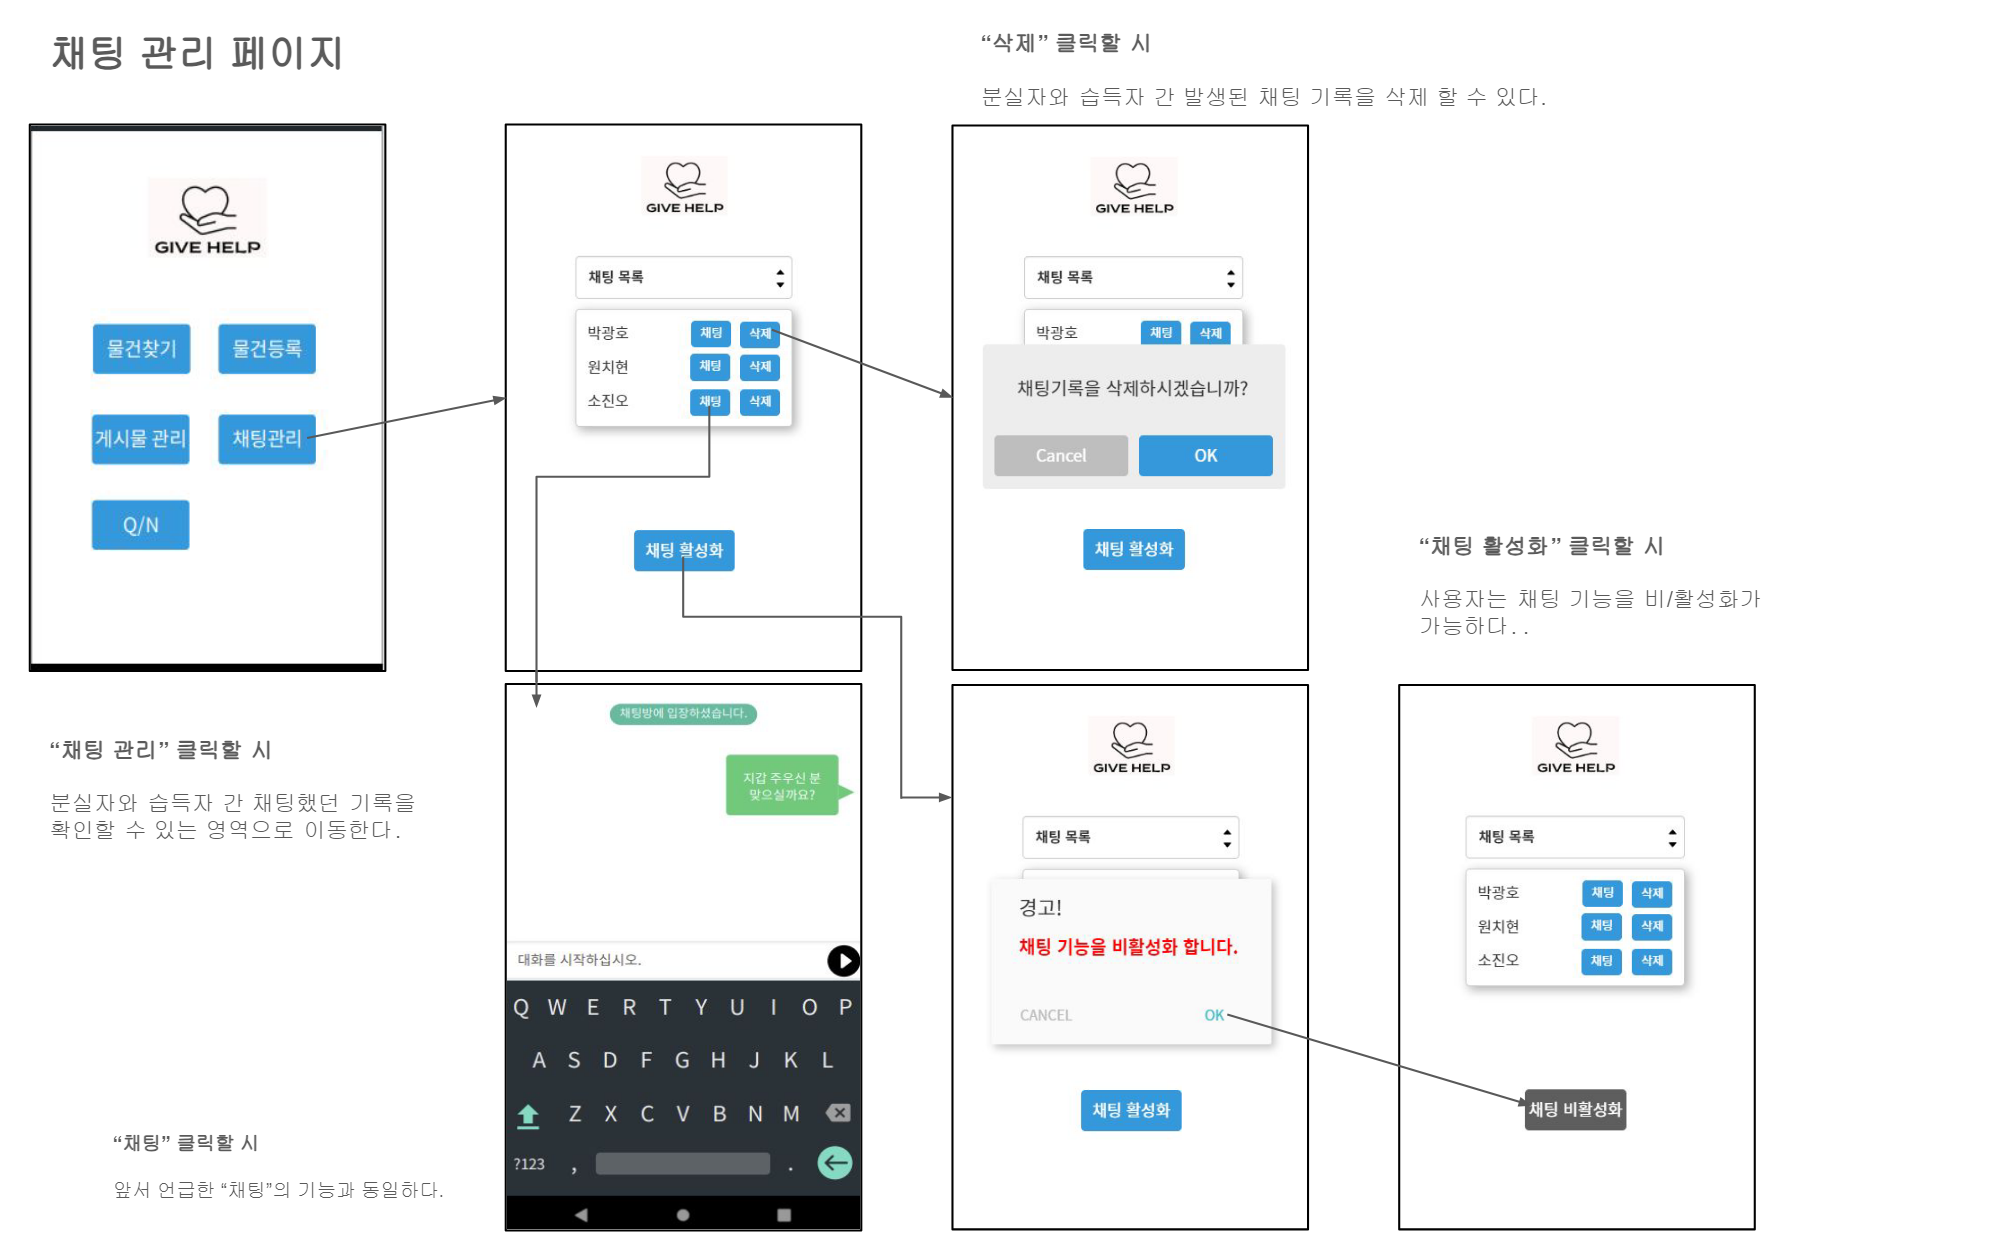 채팅 관리 페이지
“삭제” 클릭할 시
분실자와 습득자 간 발생된 채팅 기록을 삭제 할 수 있다.
GIVE HELP
물건찾기
물건등록
게시물 관리
채팅관리
Q/N
GIVE HELP
채팅 목록
박광호 채팅 삭제
원치현 채팅 삭제
소진오 채팅 삭제
채팅 활성화
GIVE HELP
채팅 목록
박광호 채팅 삭제
채팅기록을 삭제하시겠습니까?
Cancel OK
채팅 활성화
“채팅 활성화” 클릭할 시
사용자는 채팅 기능을 비/활성화가
가능하다..
“채팅 관리” 클릭할 시
분실자와 습득자 간 채팅했던 기록을
확인할 수 있는 영역으로 이동한다.
“채팅” 클릭할 시
앞서 언급한 “채팅”의 기능과 동일하다.
채팅방에 입장하셨습니다.
지갑 주우신 분
맞으실까요?
대화를 시작하십시오.
Q W E R T Y U I O P
A S D F G H J K L
Z X C V B N M
?123 , .
GIVE HELP
채팅 목록
경고!
채팅 기능을 비활성화 합니다.
CANCEL OK
채팅 활성화
GIVE HELP
채팅 목록
박광호 채팅 삭제
원치현 채팅 삭제
소진오 채팅 삭제
채팅 비활성화